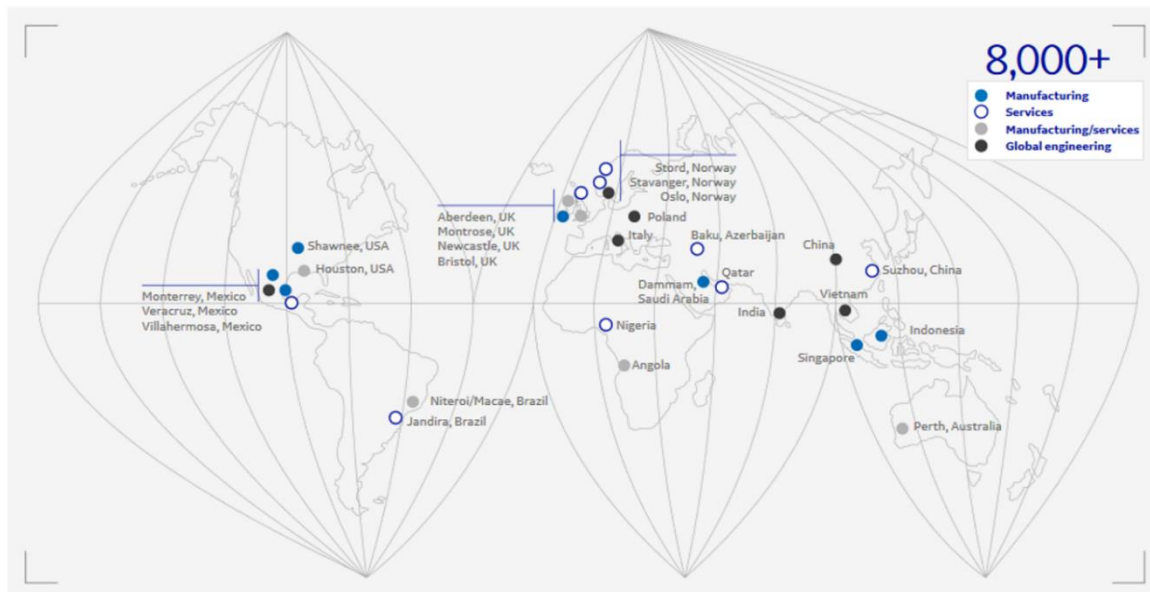 8,000+
Manufacturing
Services
Manufacturing/services
Global engineering
Stord, Norway
Stavanger, Norway
Oslo, Norway
Aberdeen, UK
Montrose, UK
Newcastle, UK
Bristol, UK
Poland
Italy
Baku, Azerbaijan
China
Shawnee, USA
Houston, USA
Suzhou, China
Qatar
Dammam,
Saudi Arabia
Monterrey, Mexico
Veracruz, Mexico
Villahermosa, Mexico
India
Vietnam
Nigeria
Indonesia
Singapore
Angola
Niteroi/Macae, Brazil
Jandira, Brazil
Perth, Australia